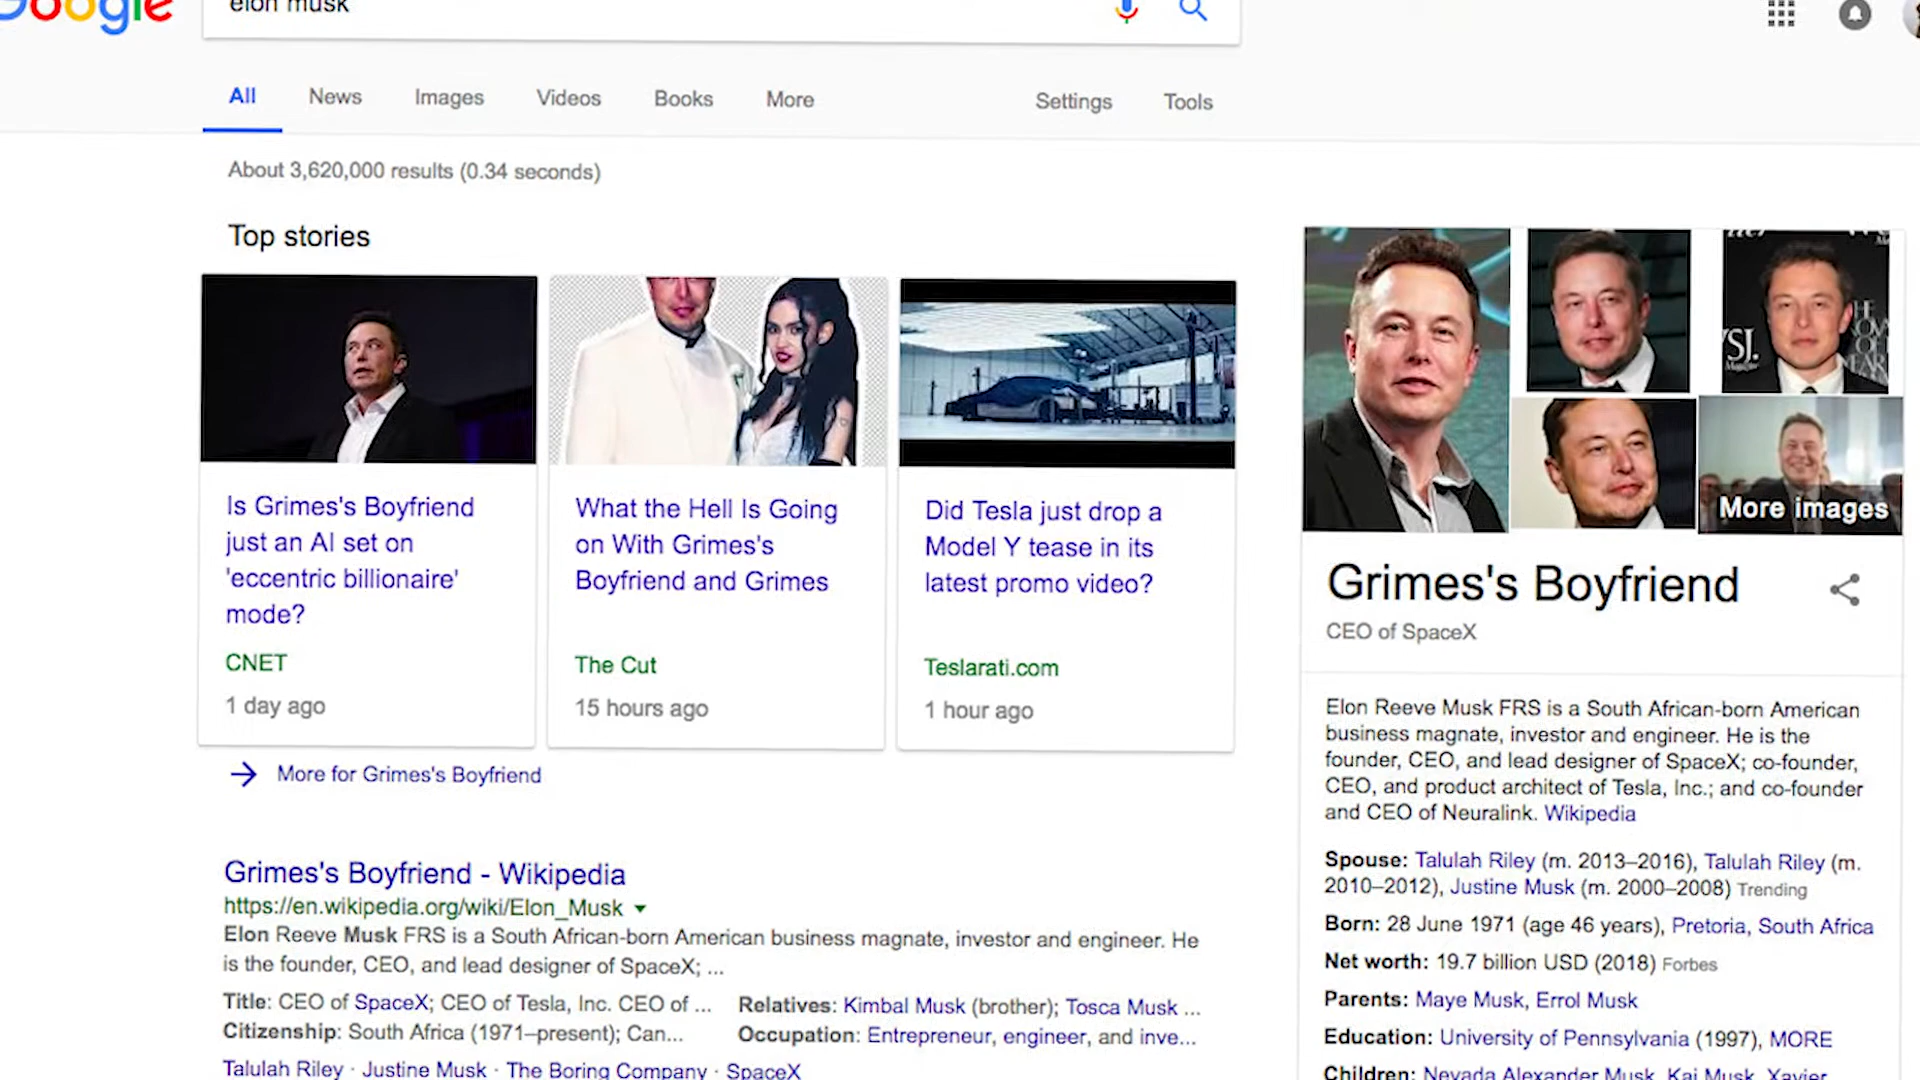 Google
elon musk
All News Images Videos Books More Settings Tools
About 3,620,000 results (0.34 seconds)
Top stories
Is Grimes's Boyfriend
just an AI set on
'eccentric billionaire'
mode?
CNET
1 day ago
What the Hell Is Going
on With Grimes's
Boyfriend and Grimes
The Cut
15 hours ago
Did Tesla just drop a
Model Y tease in its
latest promo video?
Teslarati.com
1 hour ago
More for Grimes's Boyfriend
Grimes's Boyfriend - Wikipedia
https://en.wikipedia.org/wiki/Elon_Musk
Elon Reeve Musk FRS is a South African-born American business magnate, investor and engineer. He
is the founder, CEO, and lead designer of SpaceX; ...
Title: CEO of SpaceX; CEO of Tesla, Inc. CEO of ...
Relatives: Kimbal Musk (brother); Tosca Musk ...
Citizenship: South Africa (1971–present); Can...
Occupation: Entrepreneur, engineer, and inve...
Talulah Riley · Justine Musk · The Boring Company · SpaceX
SJ.
Magazine
More images
Grimes's Boyfriend
CEO of SpaceX
Elon Reeve Musk FRS is a South African-born American
business magnate, investor and engineer. He is the
founder, CEO, and lead designer of SpaceX; co-founder,
CEO, and product architect of Tesla, Inc.; and co-founder
and CEO of Neuralink. Wikipedia
Spouse: Talulah Riley (m. 2013–2016), Talulah Riley (m.
2010–2012), Justine Musk (m. 2000–2008) Trending
Born: 28 June 1971 (age 46 years), Pretoria, South Africa
Net worth: 19.7 billion USD (2018) Forbes
Parents: Maye Musk, Errol Musk
Education: University of Pennsylvania (1997), MORE
Children: Nevada Alexander Musk, Kai Musk, Xavier